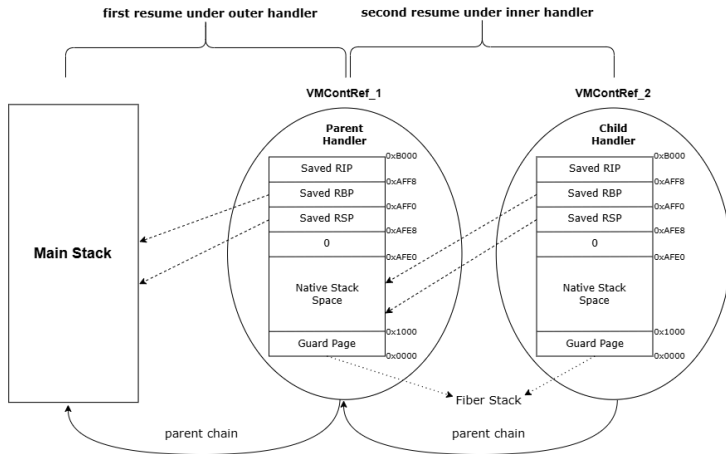 first resume under outer handler
second resume under inner handler
VMContRef_1
VMContRef_2
Main Stack
Parent
Handler
0xB000
Saved RIP
0xAFF8
Saved RBP
0xAFF0
Saved RSP
0xAFE8
0
0xAFE0
Native Stack
Space
0x1000
Guard Page
0x0000
Child
Handler
0xB000
Saved RIP
0xAFF8
Saved RBP
0xAFF0
Saved RSP
0xAFE8
0
0xAFE0
Native Stack
Space
0x1000
Guard Page
0x0000
Fiber Stack
parent chain
parent chain